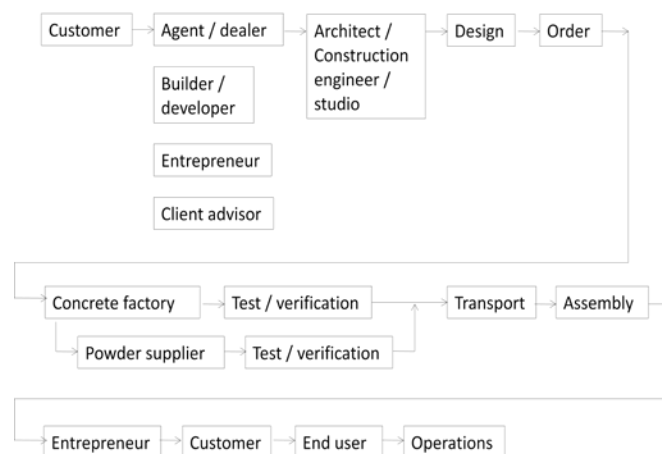 Customer
Agent / dealer
Architect /
Construction
engineer /
studio
Design
Order
Builder /
developer
Entrepreneur
Client advisor
Concrete factory
Test / verification
Transport
Assembly
Powder supplier
Test / verification
Entrepreneur
Customer
End user
Operations